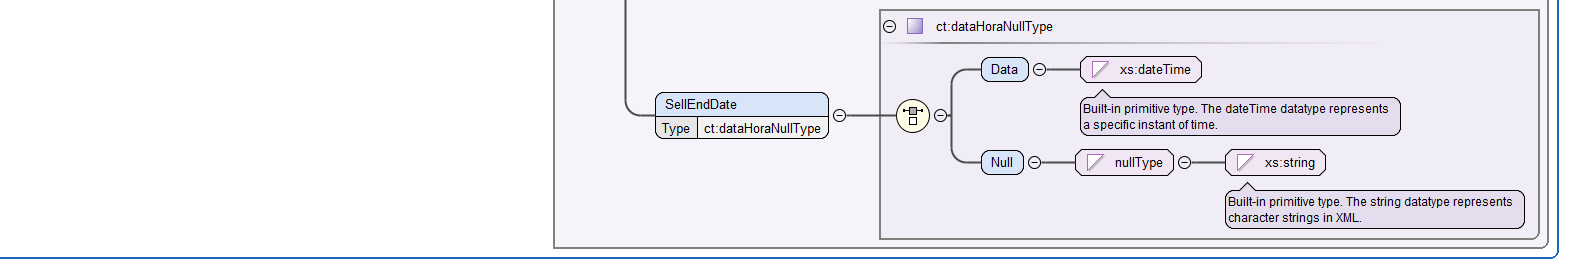 ct:dataHoraNullType
Data
xs:dateTime
Built-in primitive type. The dateTime datatype represents
a specific instant of time.
SellEndDate
Type ct:dataHoraNullType
Null
nullType
xs:string
Built-in primitive type. The string datatype represents
character strings in XML.